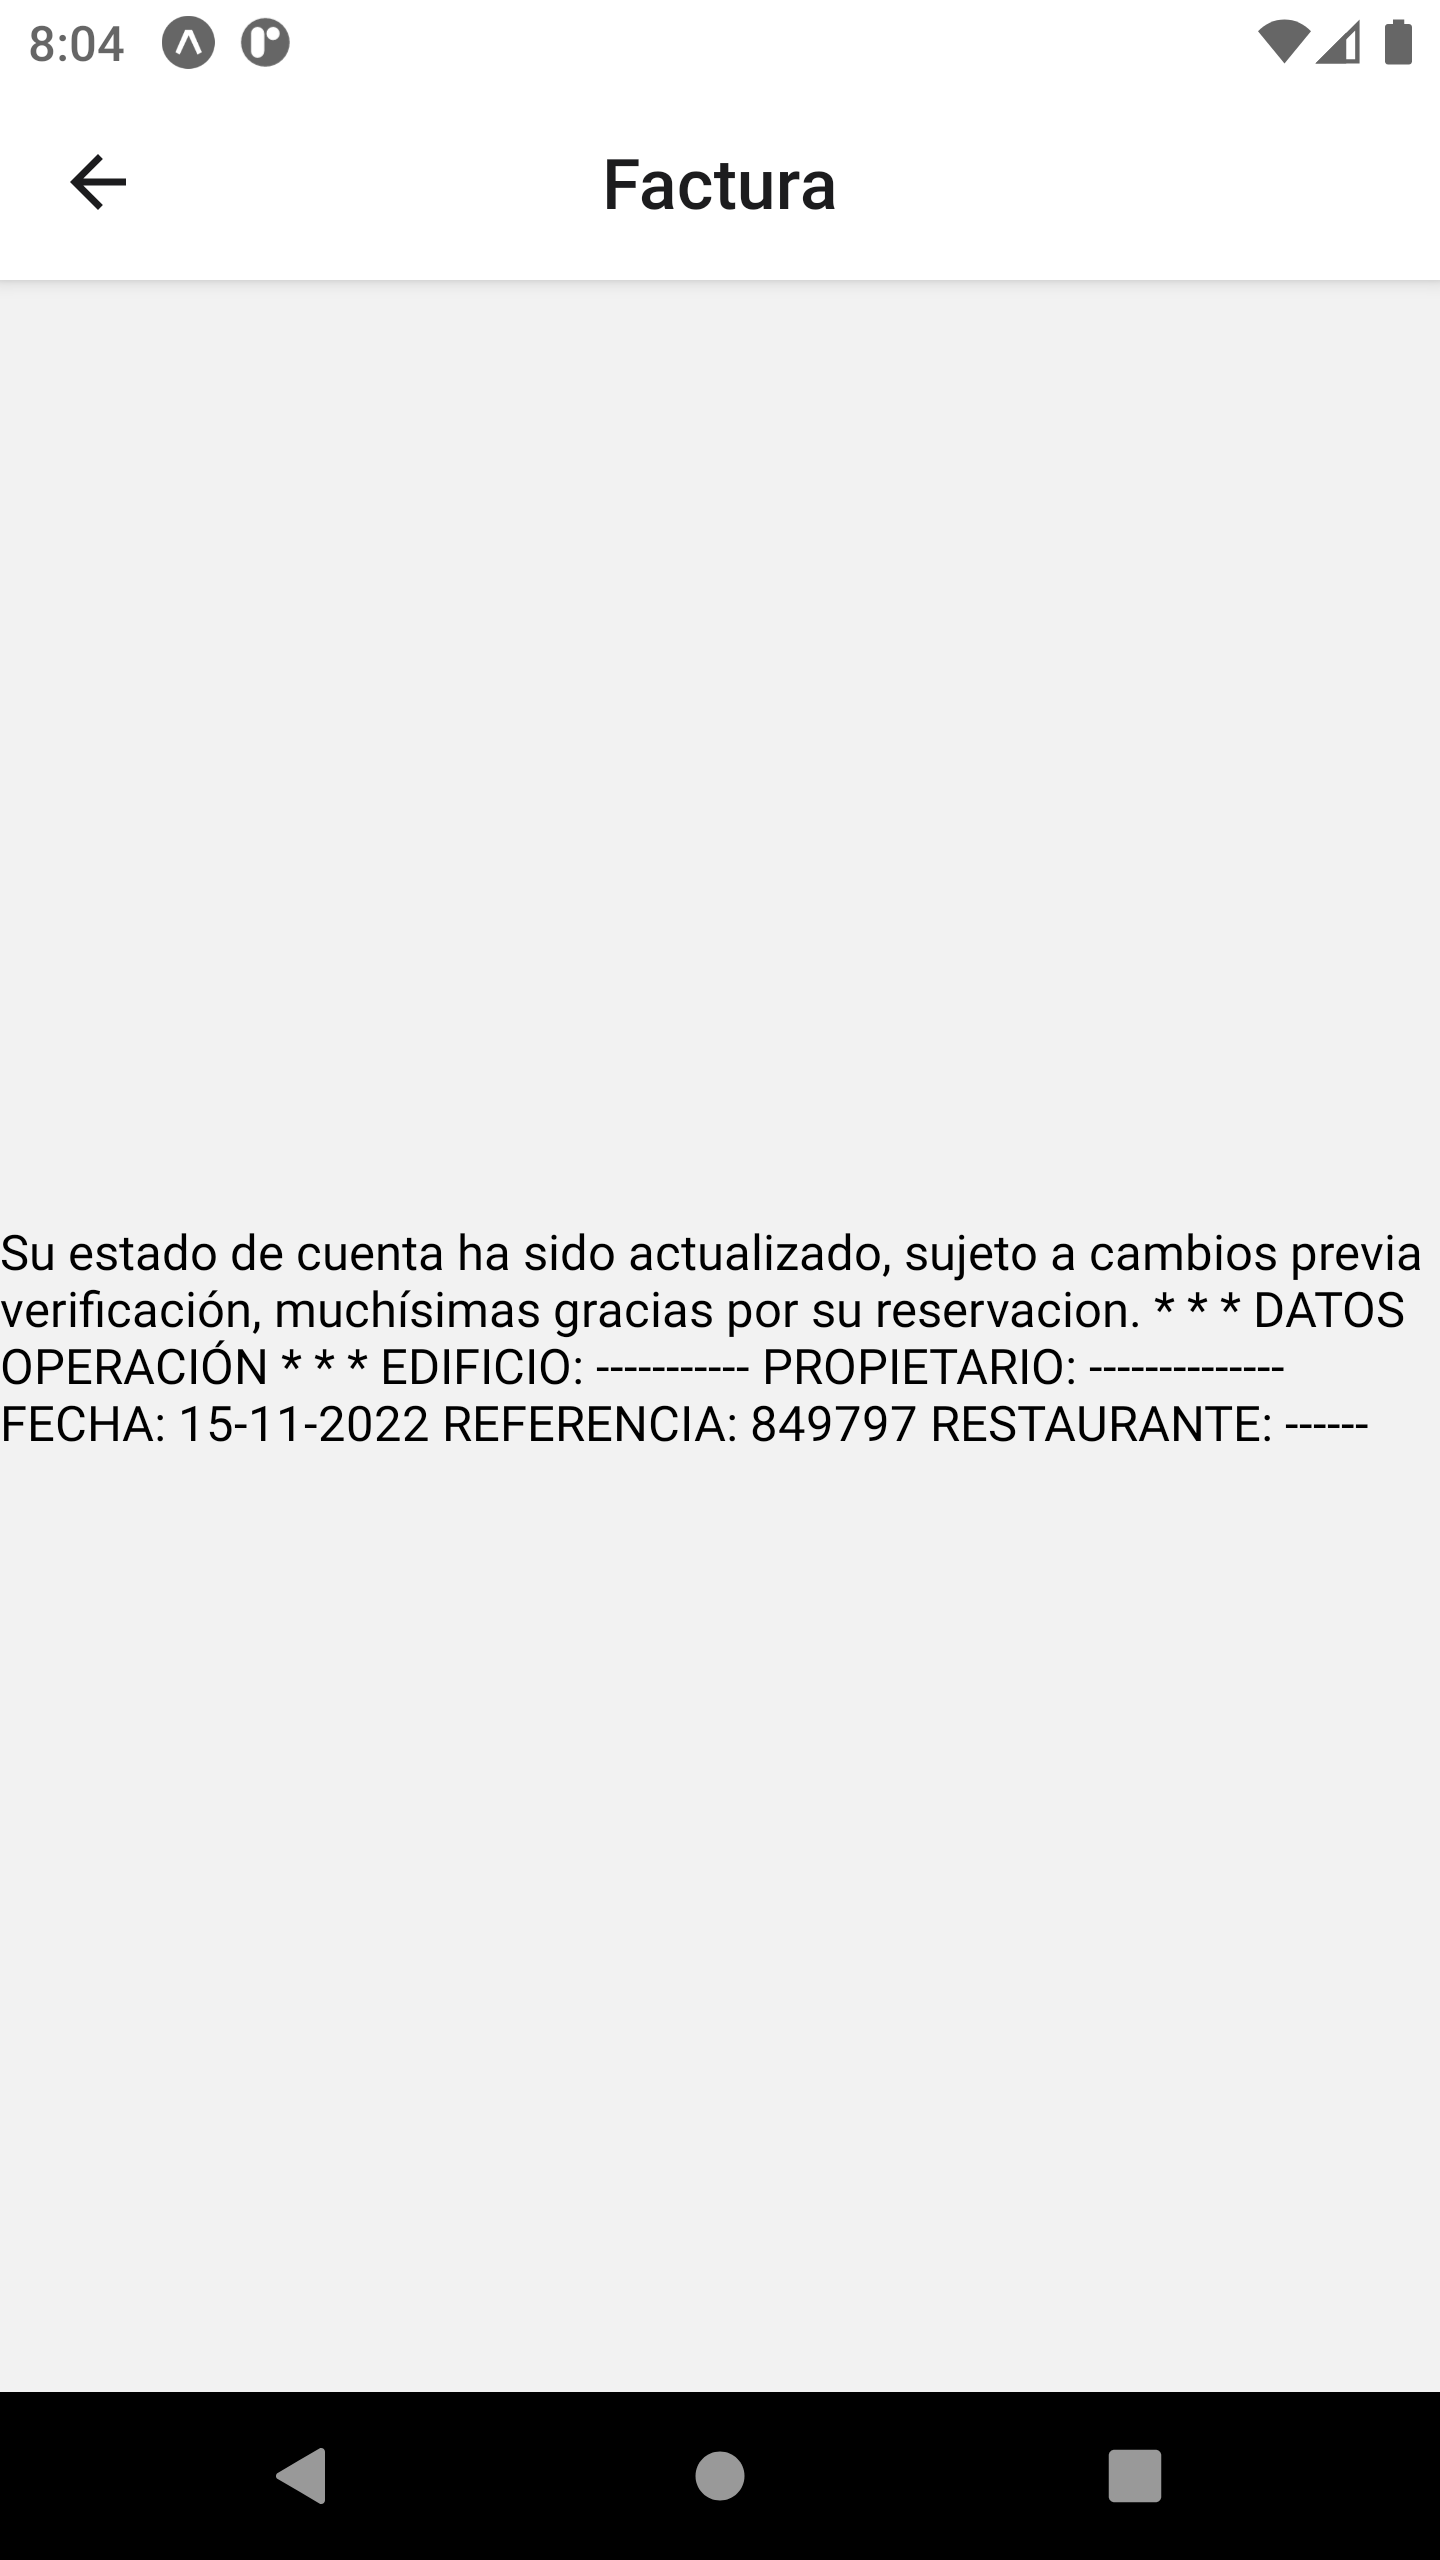 8:04
Factura
Su estado de cuenta ha sido actualizado, sujeto a cambios previa
verificación, muchísimas gracias por su reservacion. * * * DATOS
OPERACIÓN * * * EDIFICIO: ----------- PROPIETARIO: --------------
FECHA: 15-11-2022 REFERENCIA: 849797 RESTAURANTE: ------